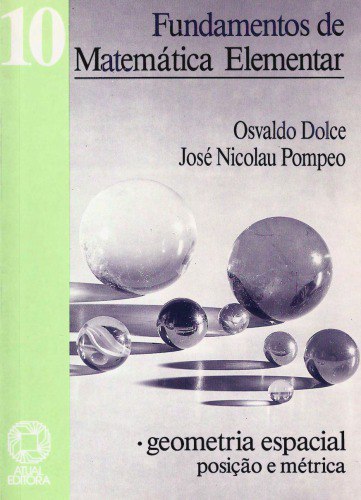 10
Fundamentos de
Matemática Elementar
Osvaldo Dolce
José Nicolau Pompeo
• geometria espacial
posição e métrica
ATUAL
EDITORA